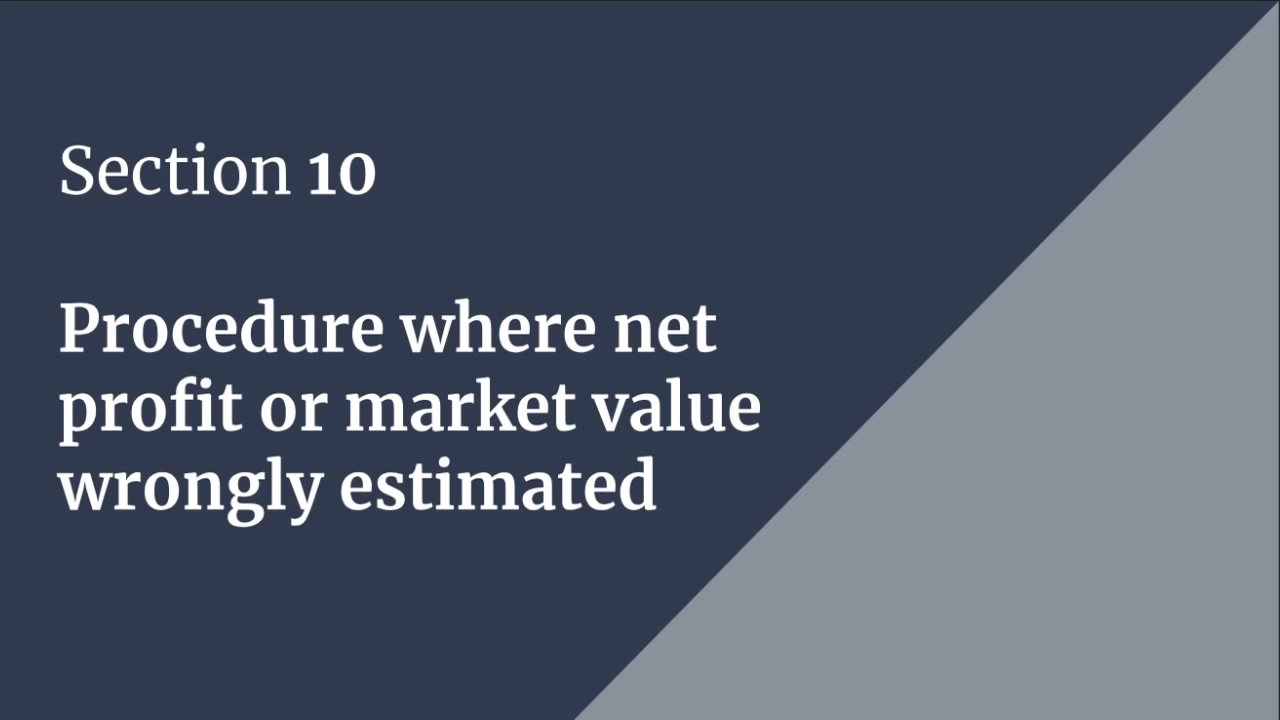 Section 10
Procedure where net
profit or market value
wrongly estimated